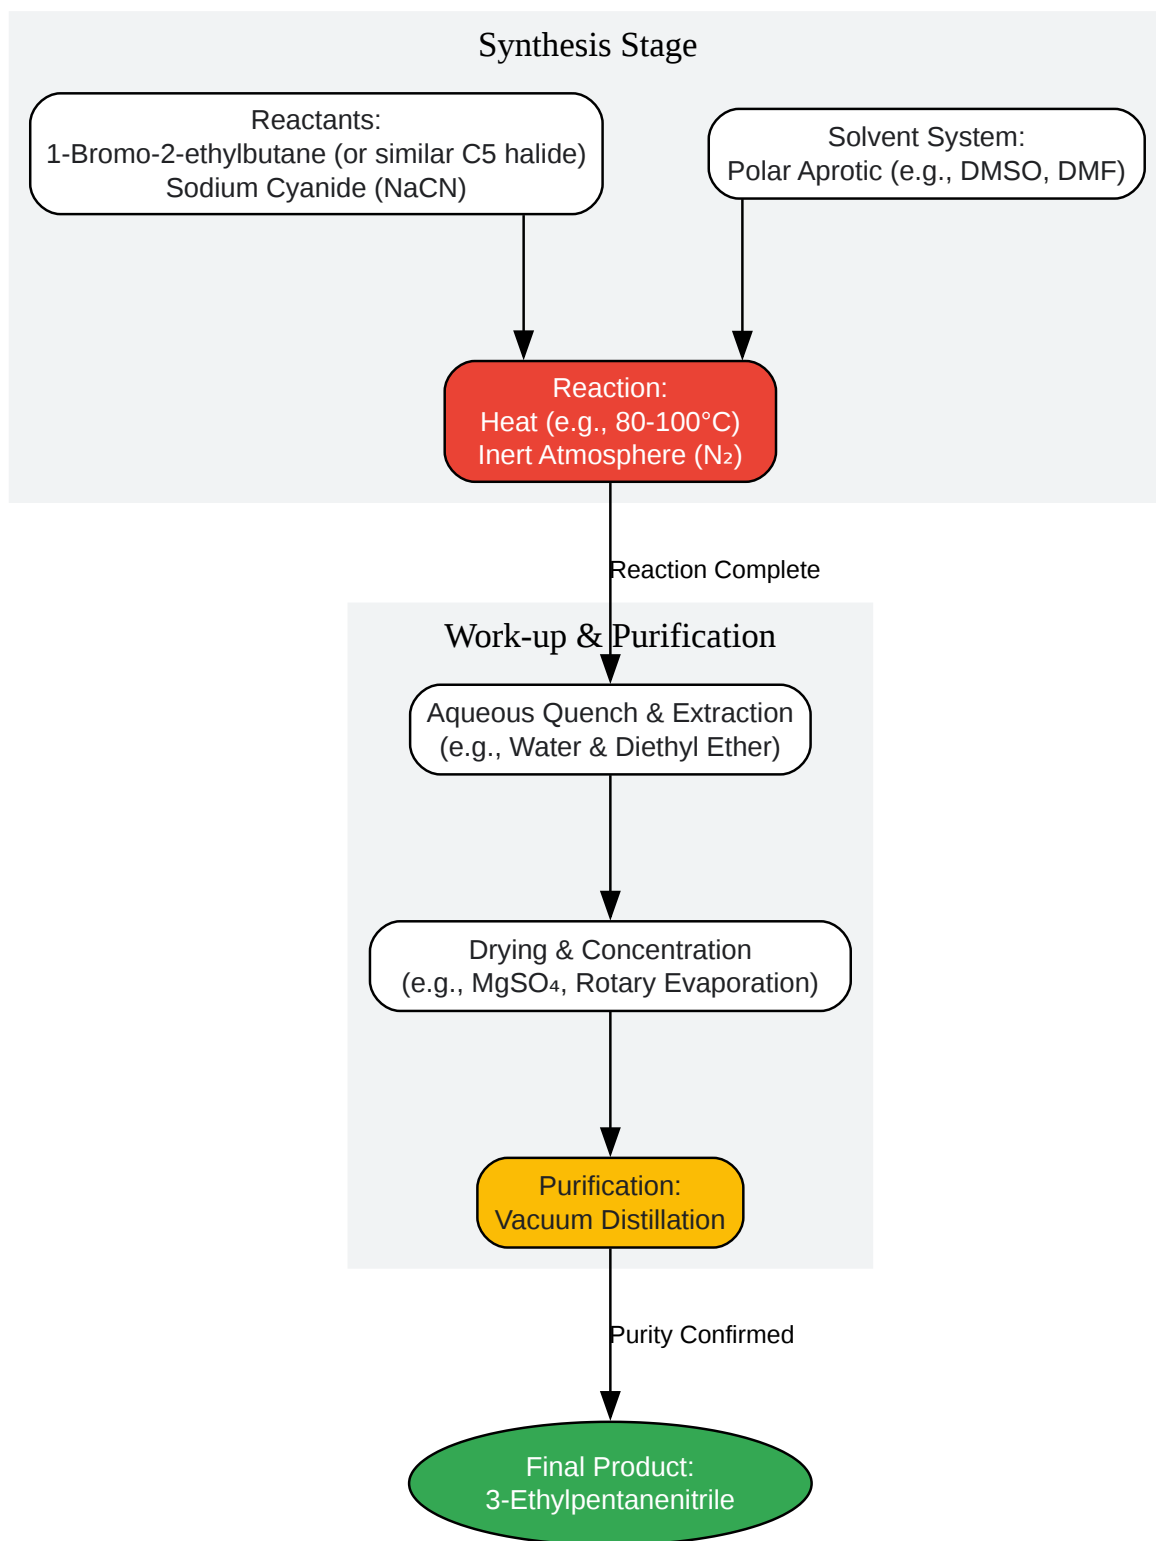 Synthesis Stage
Reactants:
1-Bromo-2-ethylbutane (or similar C5 halide)
Sodium Cyanide (NaCN)
Solvent System:
Polar Aprotic (e.g., DMSO, DMF)
Reaction:
Heat (e.g., 80-100°C)
Inert Atmosphere (N₂)
Reaction Complete
Work-up & Purification
Aqueous Quench & Extraction
(e.g., Water & Diethyl Ether)
Drying & Concentration
(e.g., MgSO₄, Rotary Evaporation)
Purification:
Vacuum Distillation
Purity Confirmed
Final Product:
3-Ethylpentanenitrile